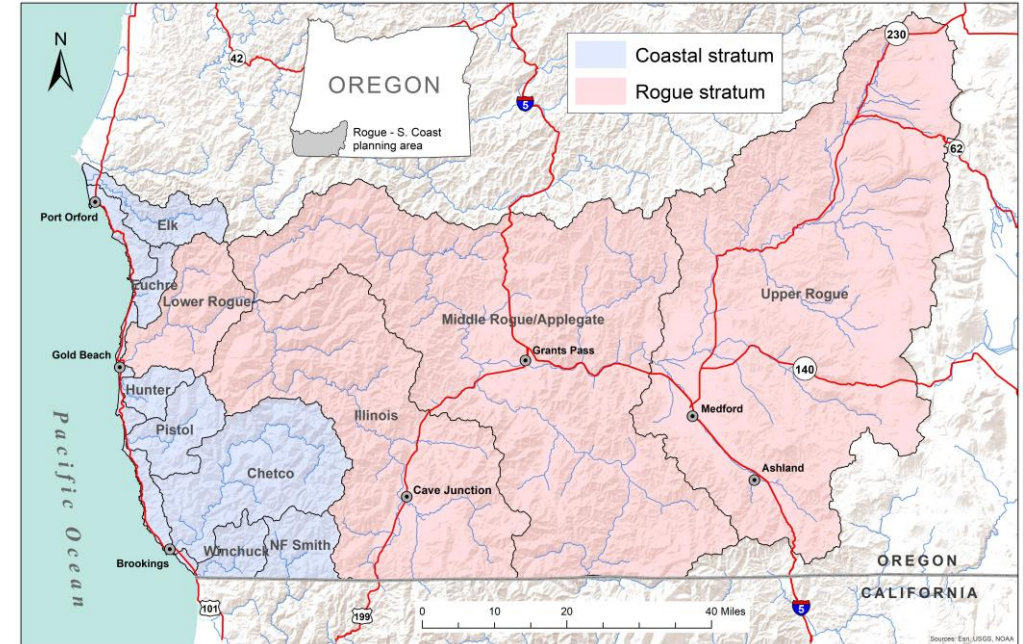 N
42
OREGON
Rogue - S. Coast
planning area
5
Coastal stratum
Rogue stratum
230
62
Port Orford
Elk
Euchre
Lower Rogue
Upper Rogue
Middle Rogue/Applegate
Grants Pass
Gold Beach
140
Hunter
Illinois
Medford
Pistol
Chetco
Ashland
Cave Junction
Pacific Ocean
Winchuck
NF Smith
Brookings
OREGON
CALIFORNIA
101
199
0 10 20 40 Miles
5
Sources: Esri, USGS, NOAA